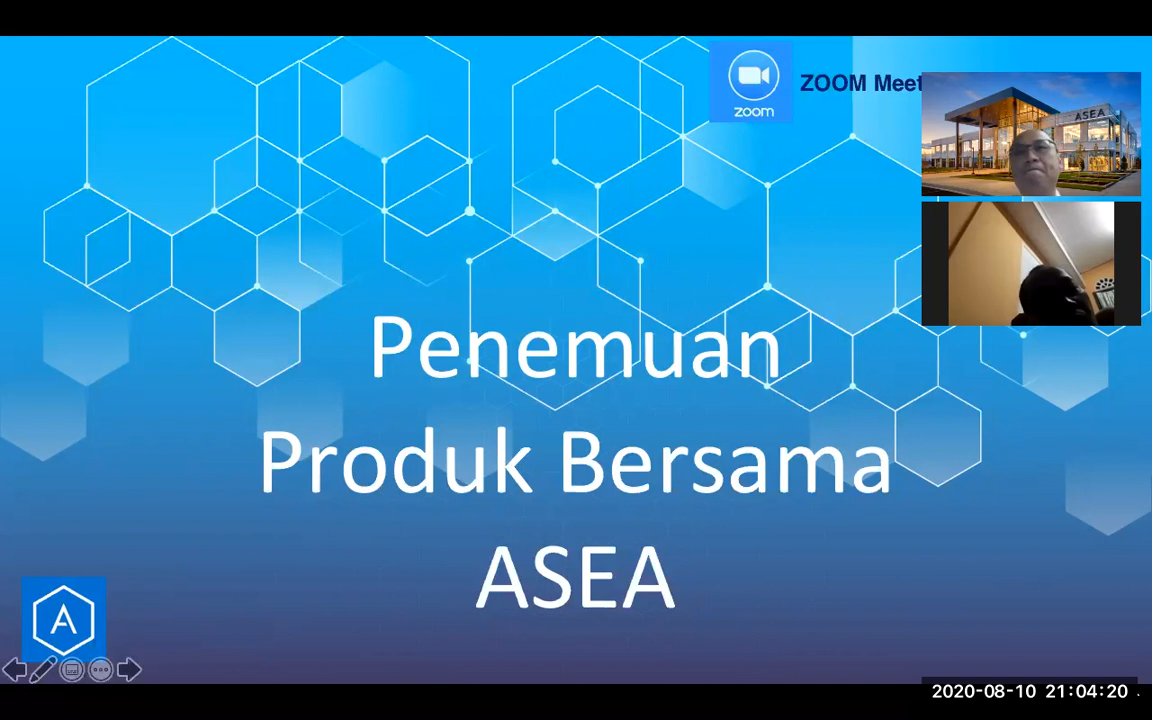 zoom
ZOOM Meet
ASEA
Penemuan
Produk Bersama
ASEA
A
2020-08-10 21:04:20